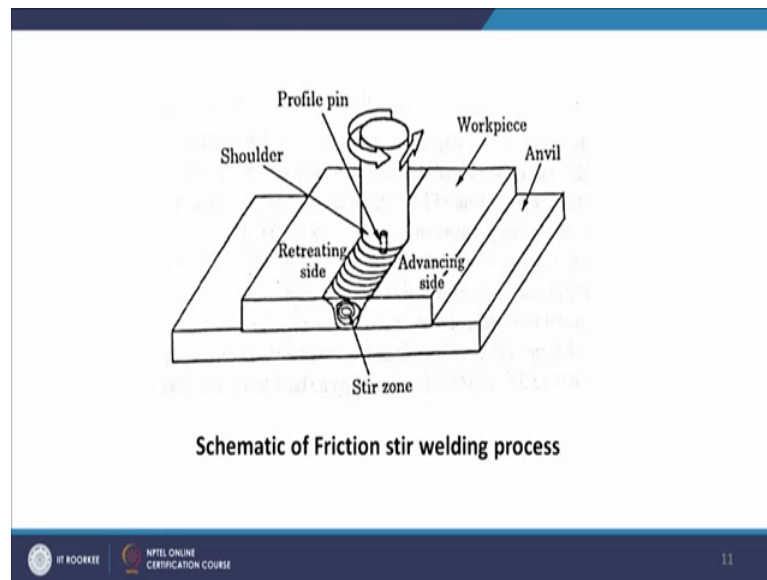 Profile pin
Workpiece
Shoulder
Anvil
Retreating
side
Advancing
side
Stir zone
Schematic of Friction stir welding process
IIT ROORKEE
NPTEL ONLINE
CERTIFICATION COURSE
11